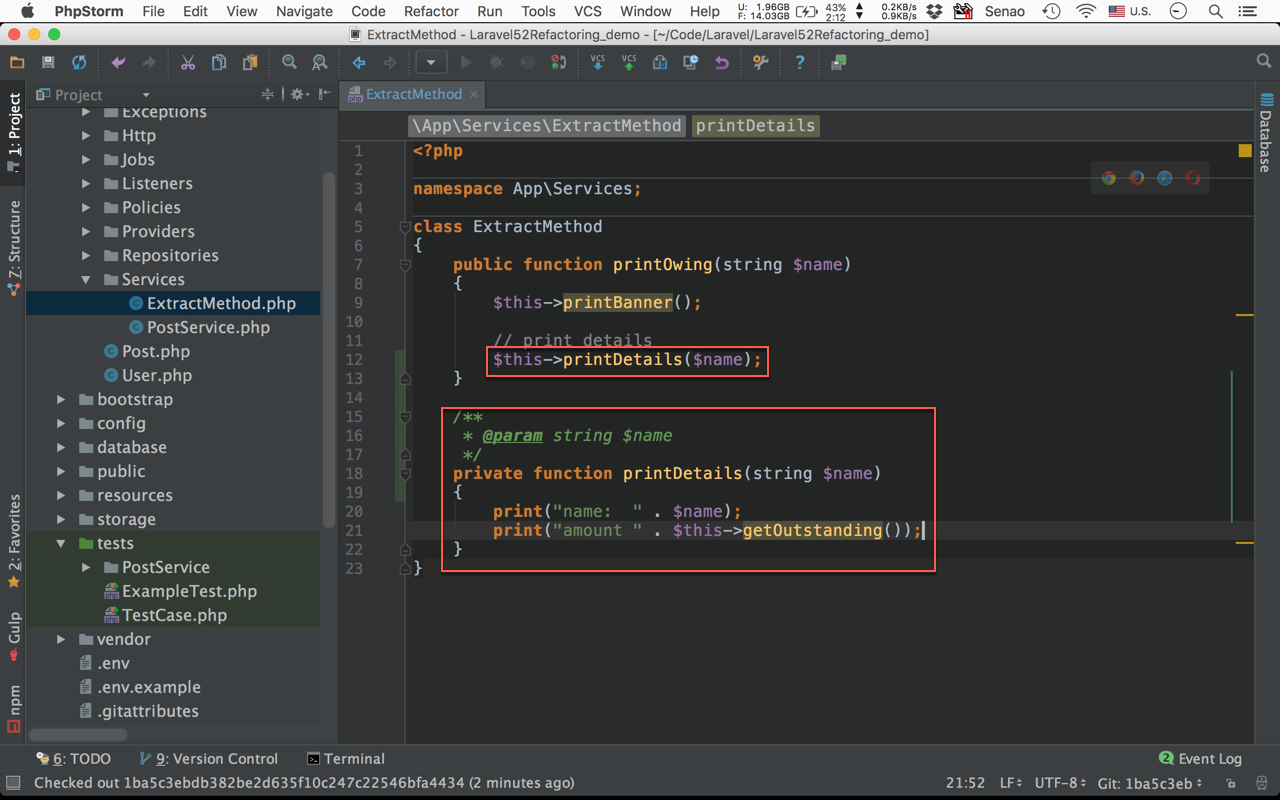 PhpStorm File Edit View Navigate Code Refactor Run Tools VCS Window Help U: 1.96GB F: 14.03GB 43% 2:12 0.2KB/s 0.9KB/s Senao U.S.
ExtractMethod - Laravel52Refactoring_demo - [~/Code/Laravel/Laravel52Refactoring_demo]
VCS VCS
Project
ExtractMethod
\App\Services\ExtractMethod printDetails
1: Project
7: Structure
2: Favorites
Gulp
npm
Exceptions
Http
Jobs
Listeners
Policies
Providers
Repositories
Services
ExtractMethod.php
PostService.php
Post.php
User.php
bootstrap
config
database
public
resources
storage
tests
PostService
ExampleTest.php
TestCase.php
vendor
.env
.env.example
.gitattributes
1 <?php
2
3 namespace App\Services;
4
5 class ExtractMethod
6 {
7 public function printOwing(string $name)
8 {
9 $this->printBanner();
10
11 // print details
12 $this->printDetails($name);
13 }
14
15 /**
16 * @param string $name
17 */
18 private function printDetails(string $name)
19 {
20 print("name:  " . $name);
21 print("amount " . $this->getOutstanding());
22 }
23 }
Database
6: TODO 9: Version Control Terminal 2 Event Log
Checked out 1ba5c3ebdb382be2d635f10c247c22546bfa4434 (2 minutes ago) 21:52 LF UTF-8 Git: 1ba5c3eb